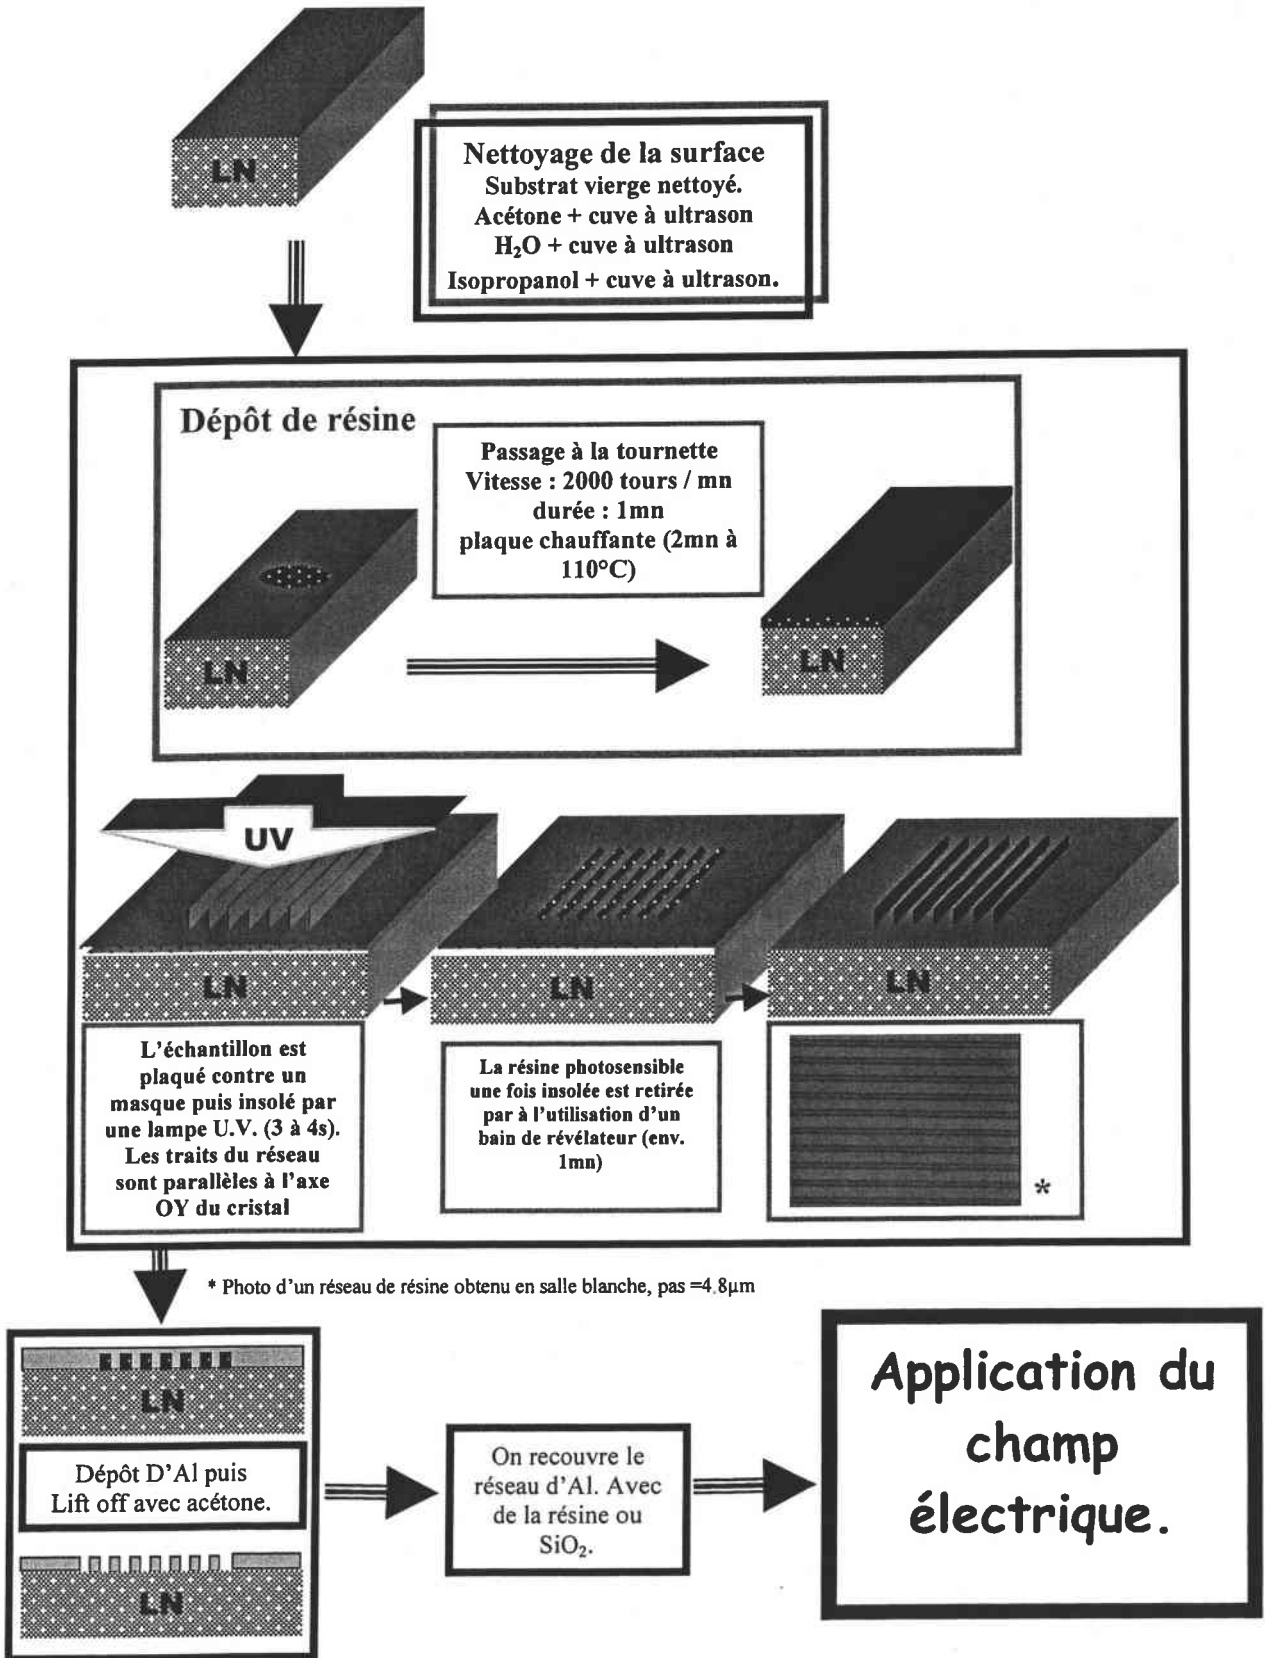 LN
Nettoyage de la surface
Substrat vierge nettoyé.
Acétone + cuve à ultrason
H₂O + cuve à ultrason
Isopropanol + cuve à ultrason.
Dépôt de résine
Passage à la tournette
Vitesse : 2000 tours / mn
durée : 1mn
plaque chauffante (2mn à
110°C)
LN
LN
UV
LN
LN
LN
L'échantillon est
plaqué contre un
masque puis insolé par
une lampe U.V. (3 à 4s).
Les traits du réseau
sont parallèles à l'axe
OY du cristal
La résine photosensible
une fois insolée est retirée
par à l'utilisation d'un
bain de révélateur (env.
1mn)
*
* Photo d'un réseau de résine obtenu en salle blanche, pas =4.8µm
LN
Dépôt D'Al puis
Lift off avec acétone.
LN
On recouvre le
réseau d'Al. Avec
de la résine ou
SiO₂.
Application du
champ
électrique.